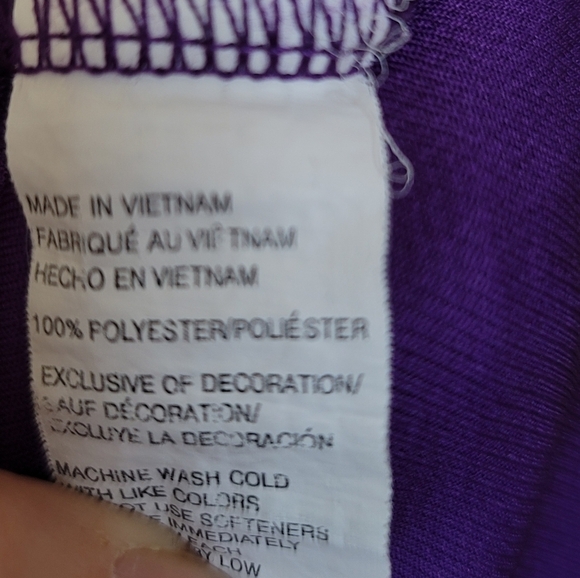 MADE IN VIETNAM
FABRIQUÉ AU VIETNAM
HECHO EN VIETNAM
100% POLYESTER/POLIÉSTER
EXCLUSIVE OF DECORATION/
SAUF DÉCORATION/
EXCLUYE LA DECORACIÓN
MACHINE WASH COLD
WITH LIKE COLORS
NOT USE SOFTENERS
IMMEDIATELY
LOW